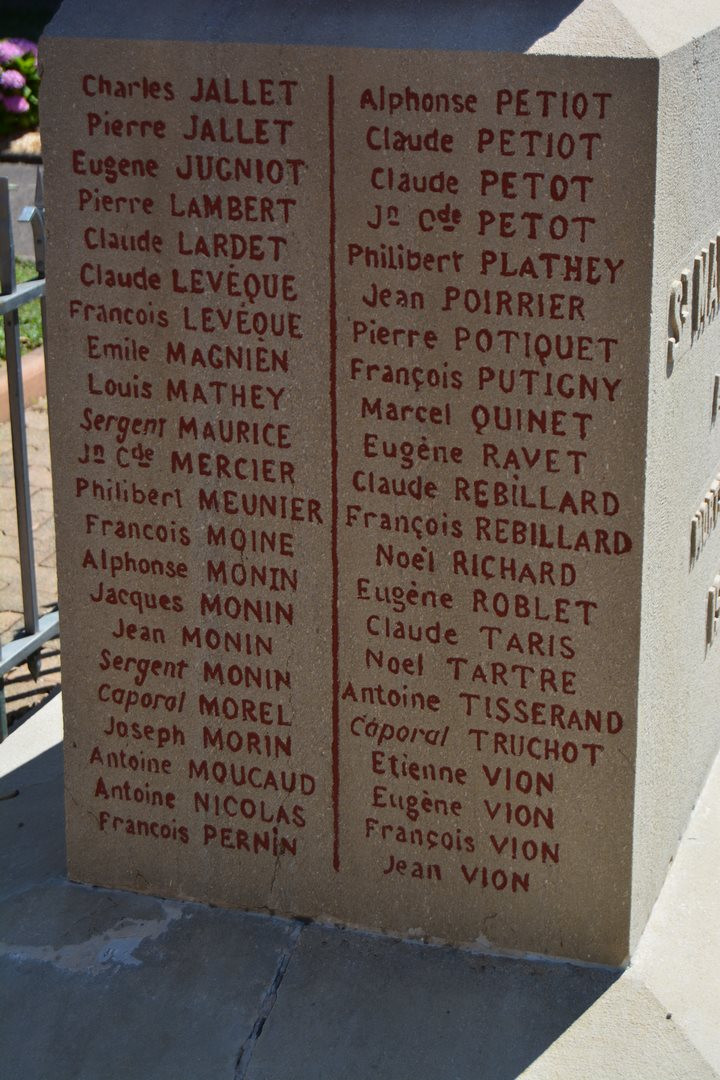 Charles JALLET
Pierre JALLET
Eugene JUGNIOT
Pierre LAMBERT
Claude LARDET
Claude LEVÈQUE
Francois LEVÈQUE
Emile MAGNIEN
Louis MATHEY
Sergent MAURICE
Jn Cde MERCIER
Philibert MEUNIER
Francois MOINE
Alphonse MONIN
Jacques MONIN
Jean MONIN
Sergent MONIN
Caporal MOREL
Joseph MORIN
Antoine MOUCAUD
Antoine NICOLAS
Francois PERNIN
Alphonse PETIOT
Claude PETIOT
Claude PETOT
Jn Cde PETOT
Philibert PLATHEY
Jean POIRRIER
Pierre POTIQUET
François PUTIGNY
Marcel QUINET
Eugène RAVET
Claude REBILLARD
François REBILLARD
Noël RICHARD
Eugène ROBLET
Claude TARIS
Noel TARTRE
Antoine TISSERAND
Caporal TRUCHOT
Etienne VION
Eugène VION
François VION
Jean VION